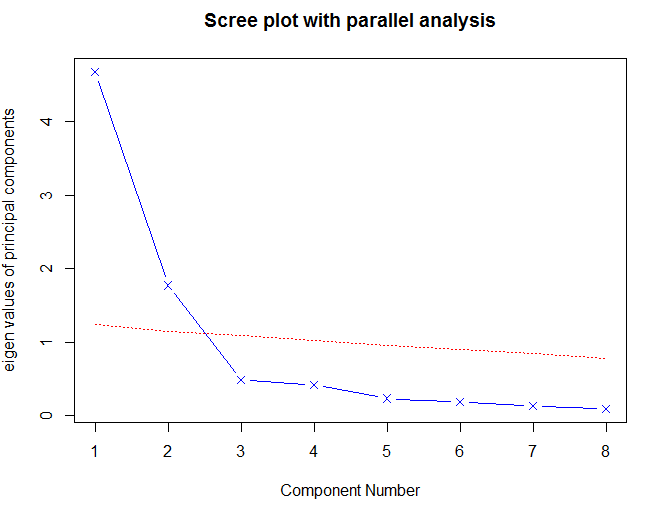 Scree plot with parallel analysis
eigen values of principal components
4
3
2
1
0
1 2 3 4 5 6 7 8
Component Number